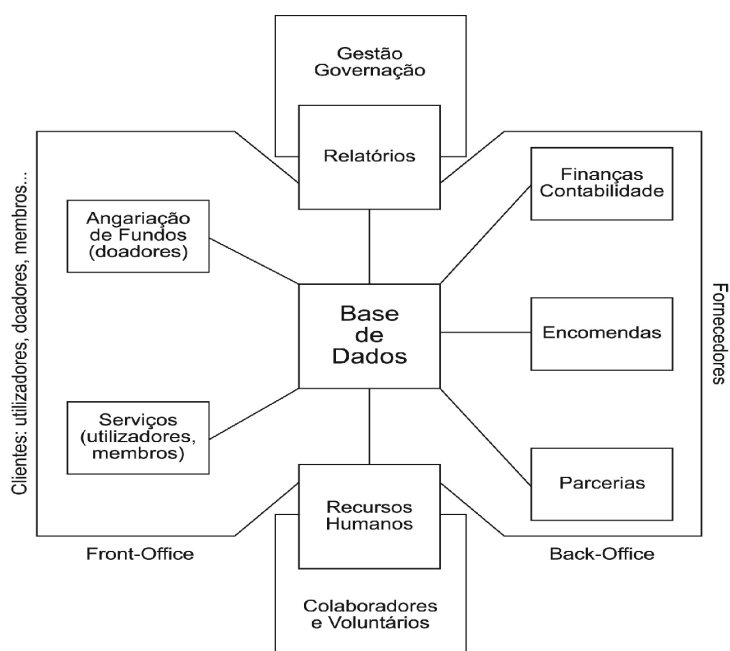 Gestão
Governação
Relatórios
Clientes: utilizadores, doadores, membros...
Angariação
de Fundos
(doadores)
Finanças
Contabilidade
Base
de
Dados
Encomendas
Fornecedores
Serviços
(utilizadores,
membros)
Parcerias
Recursos
Humanos
Front-Office
Back-Office
Colaboradores
e Voluntários